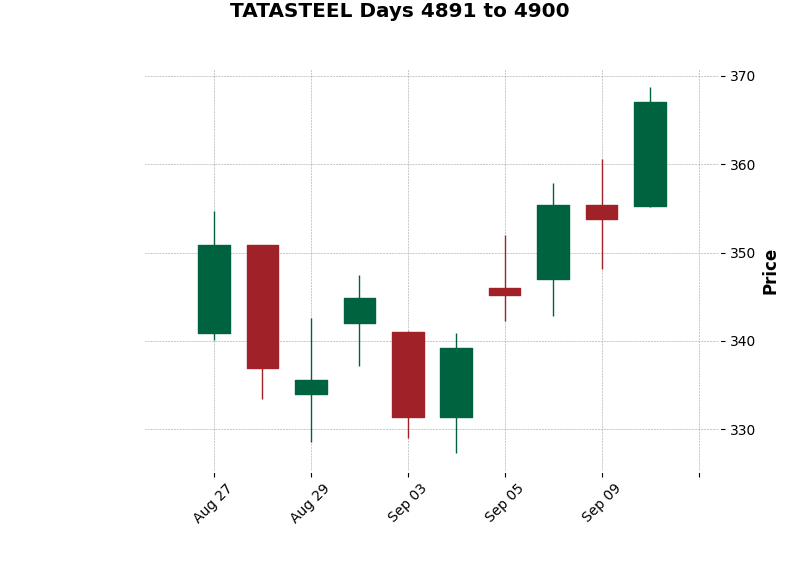 TATASTEEL Days 4891 to 4900
370
360
350
340
330
Price
Aug 27
Aug 29
Sep 03
Sep 05
Sep 09